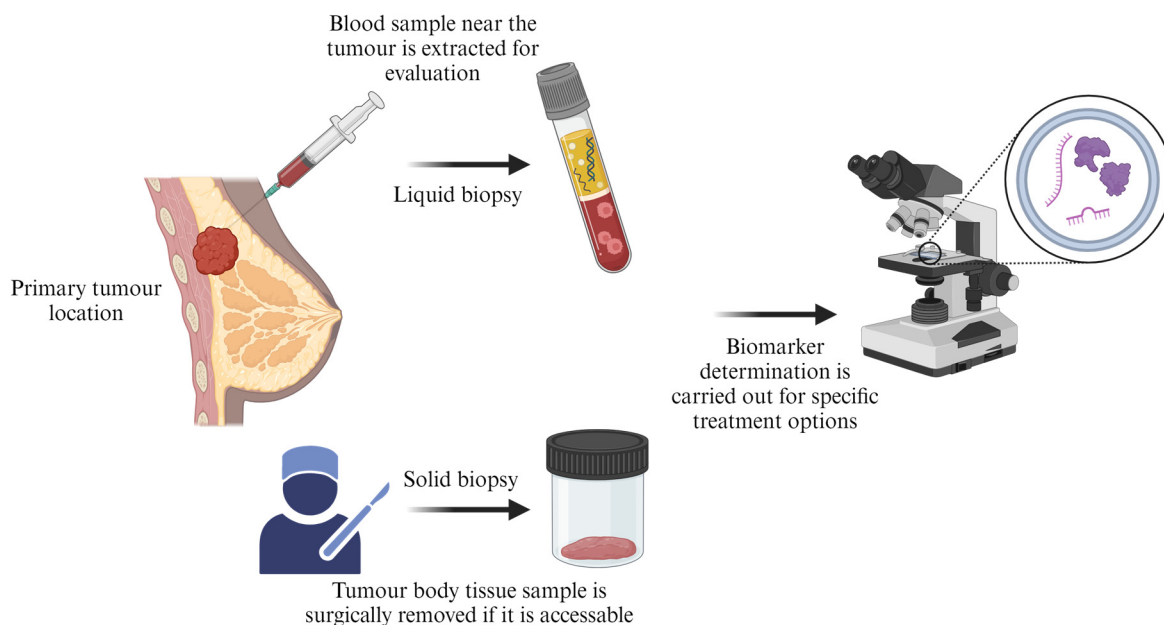 Blood sample near the
tumour is extracted for
evaluation
Liquid biopsy
Primary tumour
location
Biomarker
determination is
carried out for specific
treatment options
Solid biopsy
Tumour body tissue sample is
surgically removed if it is accessable